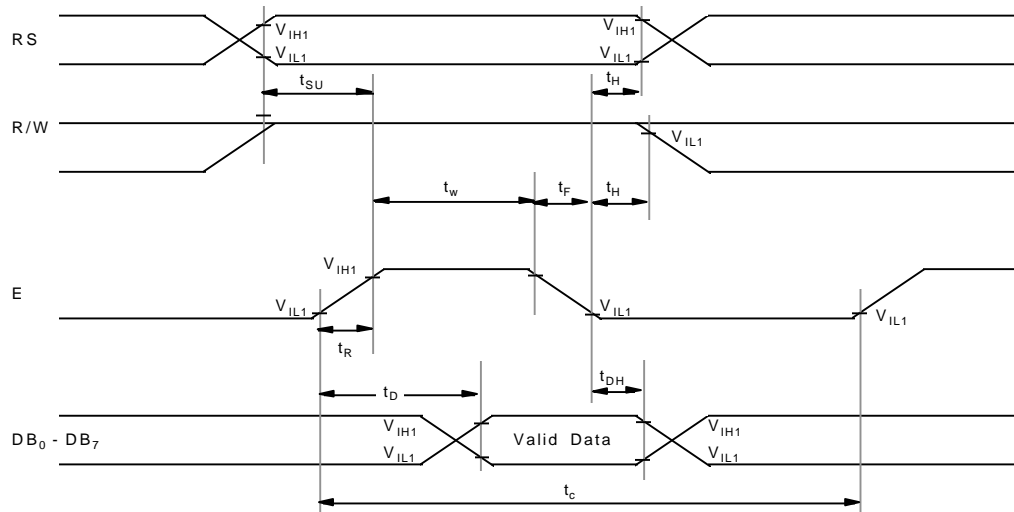 RS
V_IH1
V_IL1
V_IH1
V_IL1
t_SU
t_H
R/W
V_IL1
t_w
t_F
t_H
E
V_IH1
V_IL1
V_IL1
V_IL1
t_R
t_D
t_DH
DB_0 - DB_7
V_IH1
V_IL1
Valid Data
V_IH1
V_IL1
t_c